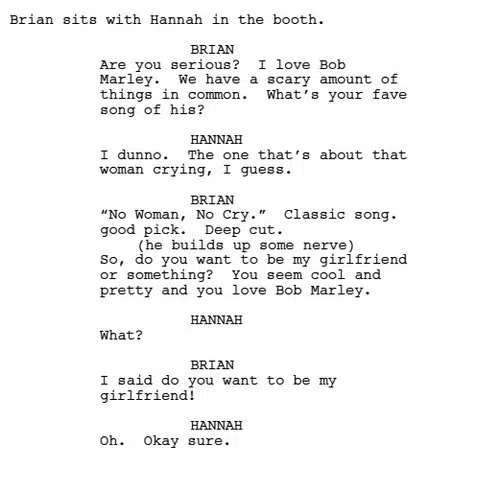 Brian sits with Hannah in the booth.
BRIAN
Are you serious? I love Bob
Marley. We have a scary amount of
things in common. What's your fave
song of his?
HANNAH
I dunno. The one that's about that
woman crying, I guess.
BRIAN
“No Woman, No Cry.” Classic song.
good pick. Deep cut.
(he builds up some nerve)
So, do you want to be my girlfriend
or something? You seem cool and
pretty and you love Bob Marley.
HANNAH
What?
BRIAN
I said do you want to be my
girlfriend!
HANNAH
Oh. Okay sure.